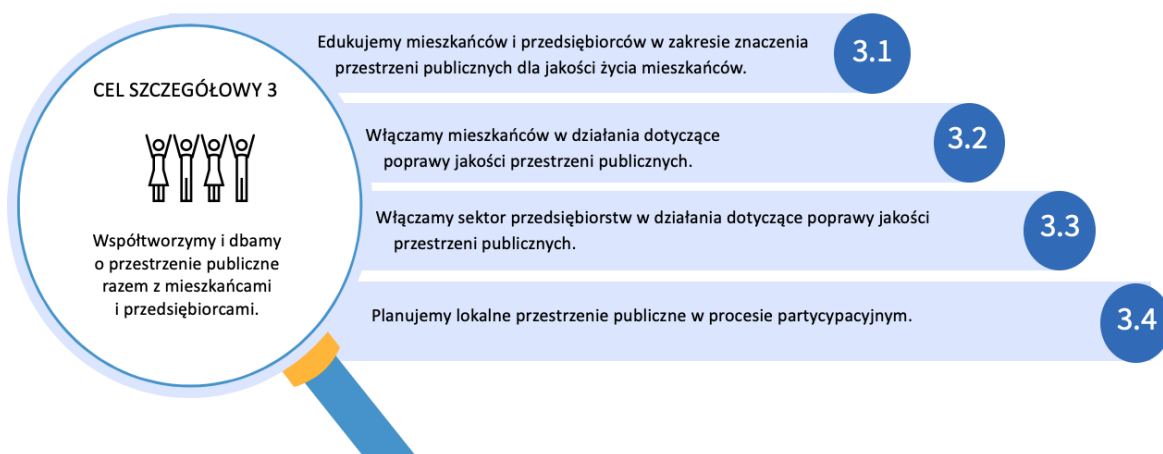 CEL SZCZEGÓŁOWY 3
Współtworzymy i dbamy
o przestrzenie publiczne
razem z mieszkańcami
i przedsiębiorcami.
Edukujemy mieszkańców i przedsiębiorców w zakresie znaczenia
przestrzeni publicznych dla jakości życia mieszkańców.
3.1
Włączamy mieszkańców w działania dotyczące
poprawy jakości przestrzeni publicznych.
3.2
Włączamy sektor przedsiębiorstw w działania dotyczące poprawy jakości
przestrzeni publicznych.
3.3
Planujemy lokalne przestrzenie publiczne w procesie partycypacyjnym.
3.4